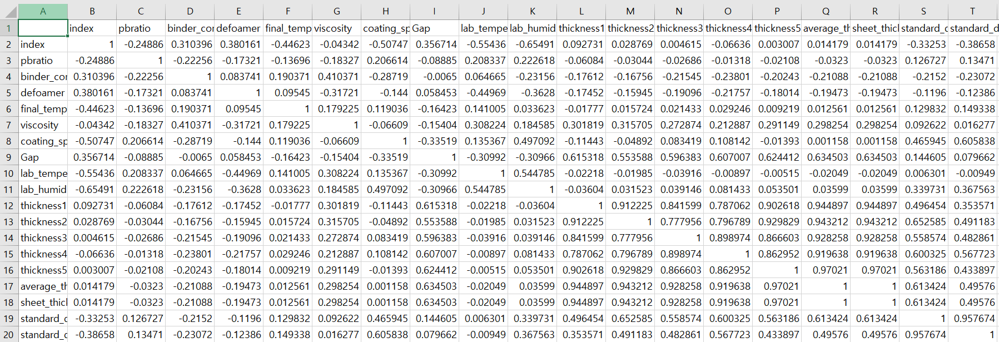 A B C D E F G H I J K L M N O P Q R S T
1 index pbratio binder_cor defoamer final_temp viscosity coating_sp Gap lab_tempe lab_humid thickness1 thickness2 thickness3 thickness4 thickness5 average_th sheet_thicl standard_c standard_d
2 index 1 -0.24886 0.310396 0.380161 -0.44623 -0.04342 -0.50747 0.356714 -0.55436 -0.65491 0.092731 0.028769 0.004615 -0.06636 0.003007 0.014179 0.014179 -0.33253 -0.38658
3 pbratio -0.24886 1 -0.22256 -0.17321 -0.13696 -0.18327 0.206614 -0.08885 0.208337 0.222618 -0.06084 -0.03044 -0.02686 -0.01318 -0.02108 -0.0323 -0.0323 0.126727 0.13471
4 binder_cor 0.310396 -0.22256 1 0.083741 0.190371 0.410371 -0.28719 -0.0065 0.064665 -0.23156 -0.17612 -0.16756 -0.21545 -0.23801 -0.20243 -0.21088 -0.21088 -0.2152 -0.23072
5 defoamer 0.380161 -0.17321 0.083741 1 0.09545 -0.31721 -0.144 0.058453 -0.44969 -0.3628 -0.17452 -0.15945 -0.19096 -0.21757 -0.18014 -0.19473 -0.19473 -0.1196 -0.12386
6 final_temp -0.44623 -0.13696 0.190371 0.09545 1 0.179225 0.119036 -0.16423 0.141005 0.033623 -0.01777 0.015724 0.021433 0.029246 0.009219 0.012561 0.012561 0.129832 0.149338
7 viscosity -0.04342 -0.18327 0.410371 -0.31721 0.179225 1 -0.06609 -0.15404 0.308224 0.184585 0.301819 0.315705 0.272874 0.212887 0.291149 0.298254 0.298254 0.092622 0.016277
8 coating_sp -0.50747 0.206614 -0.28719 -0.144 0.119036 -0.06609 1 -0.33519 0.135367 0.497092 -0.11443 -0.04892 0.083419 0.108142 -0.01393 0.001158 0.001158 0.465945 0.605838
9 Gap 0.356714 -0.08885 -0.0065 0.058453 -0.16423 -0.15404 -0.33519 1 -0.30992 -0.30966 0.615318 0.553588 0.596383 0.607007 0.624412 0.634503 0.634503 0.144605 0.079662
10 lab_tempe -0.55436 0.208337 0.064665 -0.44969 0.141005 0.308224 0.135367 -0.30992 1 0.544785 -0.02218 -0.01985 -0.03916 -0.00897 -0.00515 -0.02049 -0.02049 0.006301 -0.00949
11 lab_humid -0.65491 0.222618 -0.23156 -0.3628 0.033623 0.184585 0.497092 -0.30966 0.544785 1 -0.03604 0.031523 0.039146 0.081433 0.053501 0.03599 0.03599 0.339731 0.367563
12 thickness1 0.092731 -0.06084 -0.17612 -0.17452 -0.01777 0.301819 -0.11443 0.615318 -0.02218 -0.03604 1 0.912225 0.841599 0.787062 0.902618 0.944897 0.944897 0.496454 0.353571
13 thickness2 0.028769 -0.03044 -0.16756 -0.15945 0.015724 0.315705 -0.04892 0.553588 -0.01985 0.031523 0.912225 1 0.777956 0.796789 0.929829 0.943212 0.943212 0.652585 0.491183
14 thickness3 0.004615 -0.02686 -0.21545 -0.19096 0.021433 0.272874 0.083419 0.596383 -0.03916 0.039146 0.841599 0.777956 1 0.898974 0.866603 0.928258 0.928258 0.558574 0.482861
15 thickness4 -0.06636 -0.01318 -0.23801 -0.21757 0.029246 0.212887 0.108142 0.607007 -0.00897 0.081433 0.787062 0.796789 0.898974 1 0.862952 0.919638 0.919638 0.600325 0.567723
16 thickness5 0.003007 -0.02108 -0.20243 -0.18014 0.009219 0.291149 -0.01393 0.624412 -0.00515 0.053501 0.902618 0.929829 0.866603 0.862952 1 0.97021 0.97021 0.563186 0.433897
17 average_th 0.014179 -0.0323 -0.21088 -0.19473 0.012561 0.298254 0.001158 0.634503 -0.02049 0.03599 0.944897 0.943212 0.928258 0.919638 0.97021 1 1 0.613424 0.49576
18 sheet_thicl 0.014179 -0.0323 -0.21088 -0.19473 0.012561 0.298254 0.001158 0.634503 -0.02049 0.03599 0.944897 0.943212 0.928258 0.919638 0.97021 1 1 0.613424 0.49576
19 standard_c -0.33253 0.126727 -0.2152 -0.1196 0.129832 0.092622 0.465945 0.144605 0.006301 0.339731 0.496454 0.652585 0.558574 0.600325 0.563186 0.613424 0.613424 1 0.957674
20 standard_c -0.38658 0.13471 -0.23072 -0.12386 0.149338 0.016277 0.605838 0.079662 -0.00949 0.367563 0.353571 0.491183 0.482861 0.567723 0.433897 0.49576 0.49576 0.957674 1